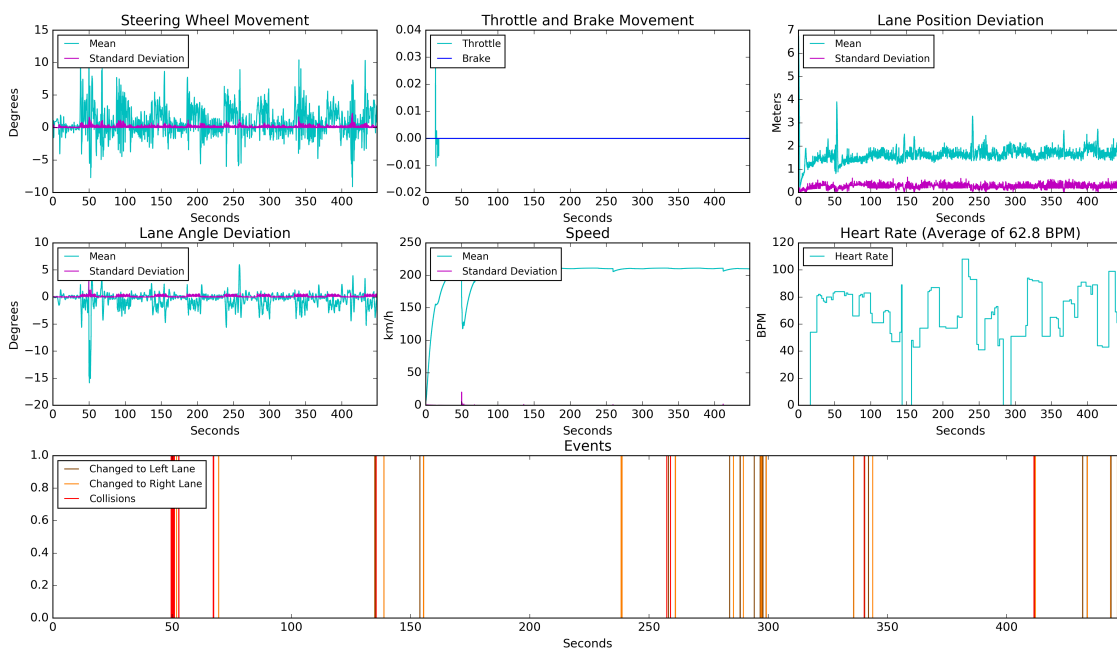 Steering Wheel Movement
15
10
5
0
−5
−10
Degrees
Mean
Standard Deviation
0 50 100 150 200 250 300 350 400
Seconds
Throttle and Brake Movement
0.04
0.03
0.02
0.01
0.00
−0.01
−0.02
Throttle
Brake
0 50 100 150 200 250 300 350 400
Seconds
Lane Position Deviation
7
6
5
4
3
2
1
0
Meters
Mean
Standard Deviation
0 50 100 150 200 250 300 350 400
Seconds
Lane Angle Deviation
10
5
0
−5
−10
−15
−20
Degrees
Mean
Standard Deviation
0 50 100 150 200 250 300 350 400
Seconds
Speed
250
200
150
100
50
0
km/h
Mean
Standard Deviation
0 50 100 150 200 250 300 350 400
Seconds
Heart Rate (Average of 62.8 BPM)
120
100
80
60
40
20
0
BPM
Heart Rate
0 50 100 150 200 250 300 350 400
Seconds
Events
1.0
0.8
0.6
0.4
0.2
0.0
Changed to Left Lane
Changed to Right Lane
Collisions
0 50 100 150 200 250 300 350 400
Seconds